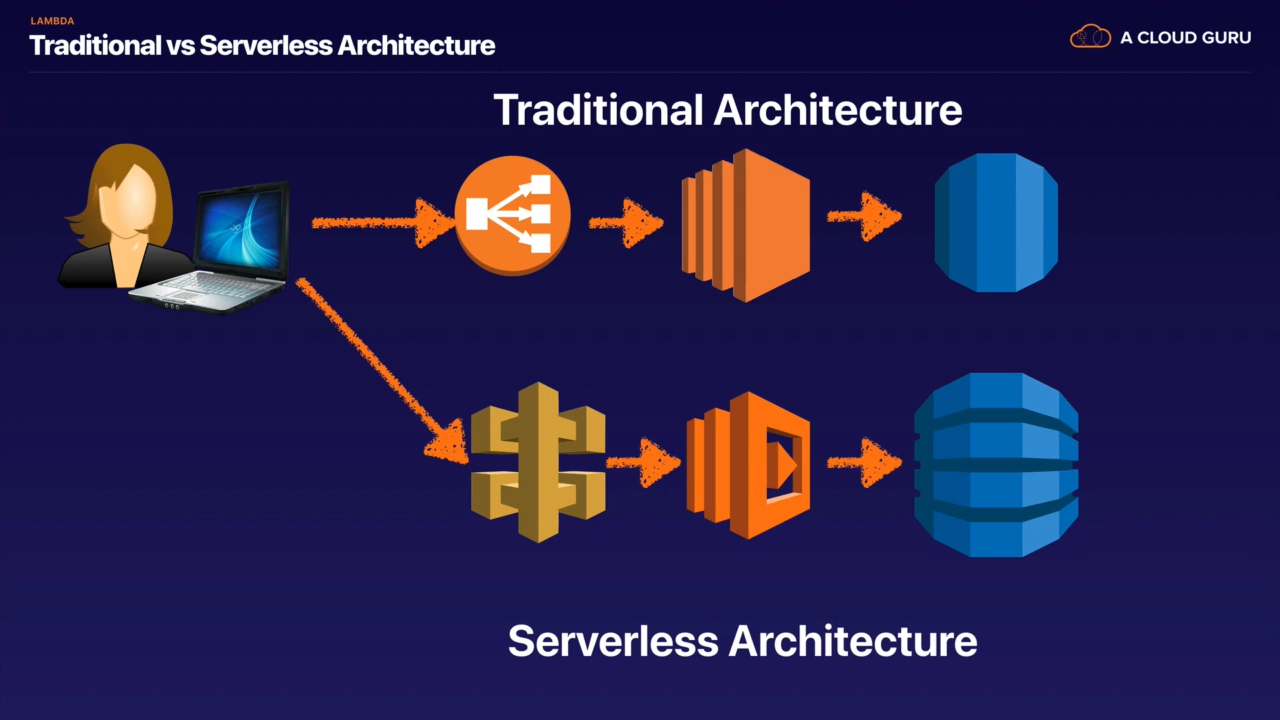 LAMBDA
Traditional vs Serverless Architecture
A CLOUD GURU
Traditional Architecture
Serverless Architecture